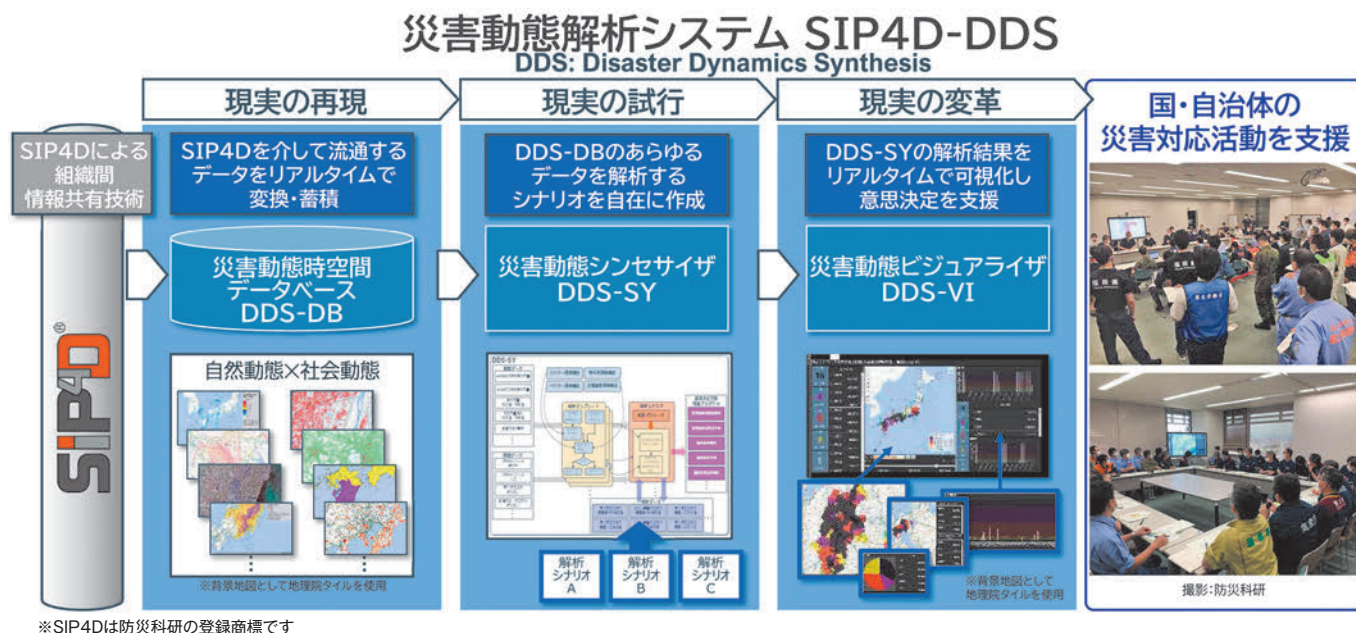 災害動態解析システム SIP4D-DDS
DDS: Disaster Dynamics Synthesis
SIP4Dによる
組織間
情報共有技術
SIP4D®
現実の再現
SIP4Dを介して流通する
データをリアルタイムで
変換・蓄積
災害動態時空間
データベース
DDS-DB
自然動態×社会動態
※背景地図として地理院タイルを使用
現実の試行
DDS-DBのあらゆる
データを解析する
シナリオを自在に作成
災害動態シンセサイザ
DDS-SY
DDS-SY
解析
シナリオ
A
解析
シナリオ
B
解析
シナリオ
C
現実の変革
DDS-SYの解析結果を
リアルタイムで可視化し
意思決定を支援
災害動態ビジュアライザ
DDS-VI
※背景地図として
地理院タイルを使用
国・自治体の
災害対応活動を支援
撮影:防災科研
※SIP4Dは防災科研の登録商標です